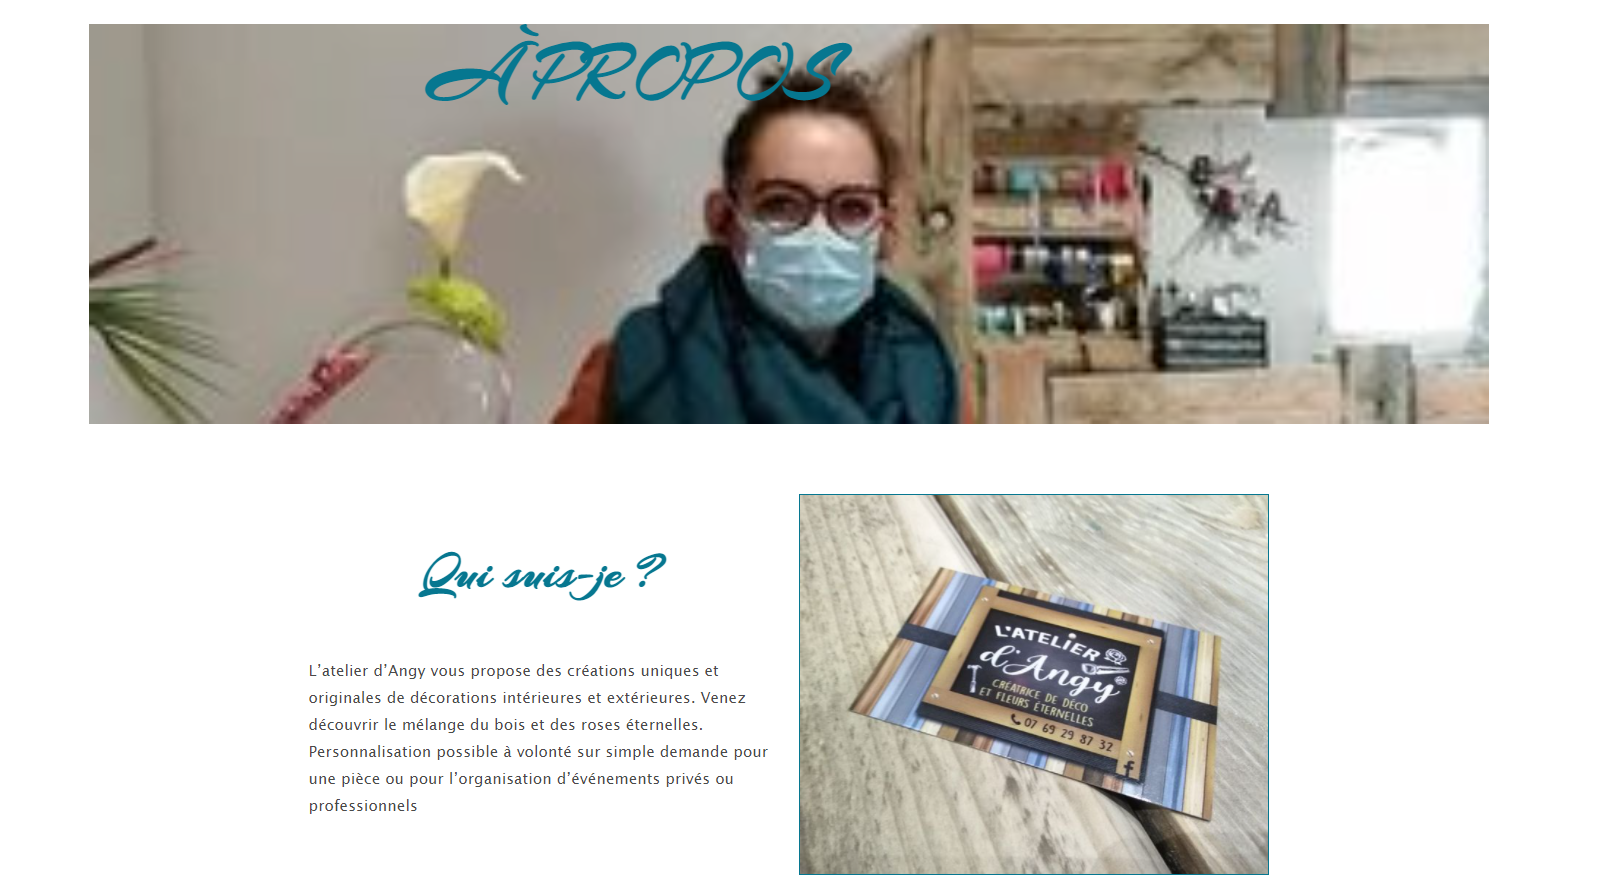 À PROPOS
Qui suis-je ?
L’atelier d’Angy vous propose des créations uniques et
originales de décorations intérieures et extérieures. Venez
découvrir le mélange du bois et des roses éternelles.
Personnalisation possible à volonté sur simple demande pour
une pièce ou pour l’organisation d’événements privés ou
professionnels
L'ATELIER
d'Angy
CRÉATRICE DE DÉCO
ET FLEURS ÉTERNELLES
07 69 29 87 32
f